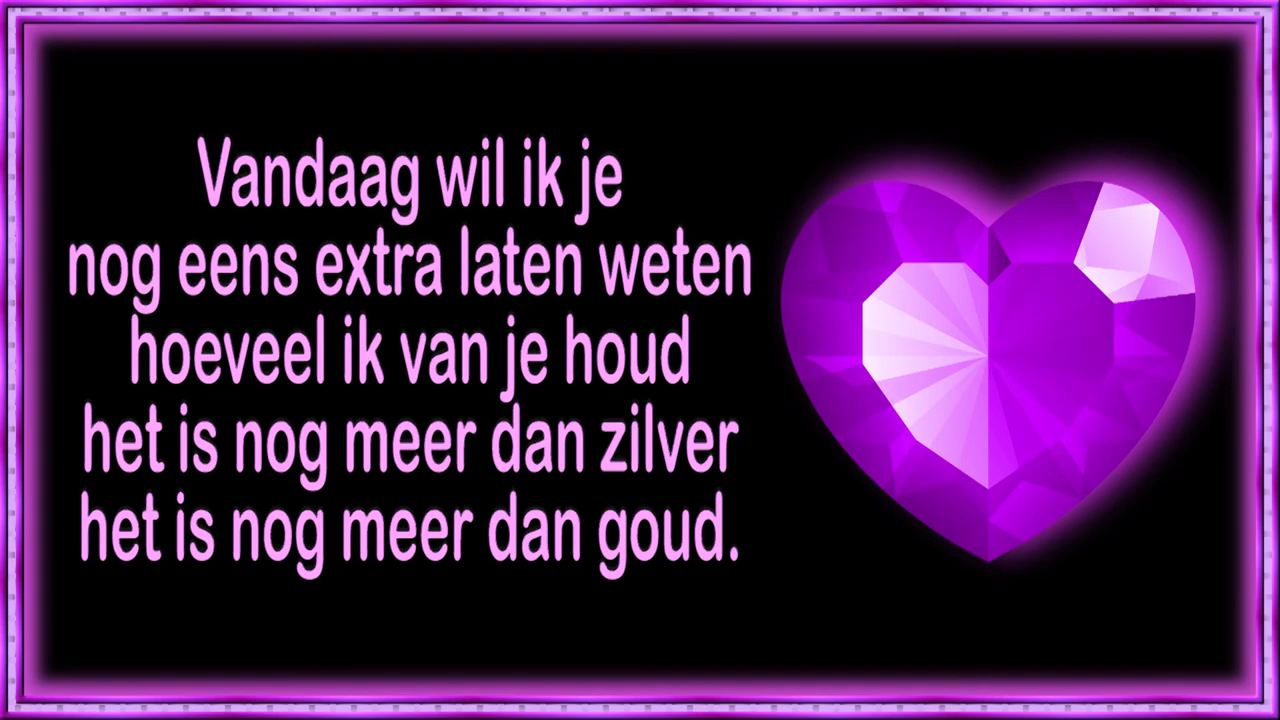 Vandaag wil ik je
nog eens extra laten weten
hoeveel ik van je houd
het is nog meer dan zilver
het is nog meer dan goud.